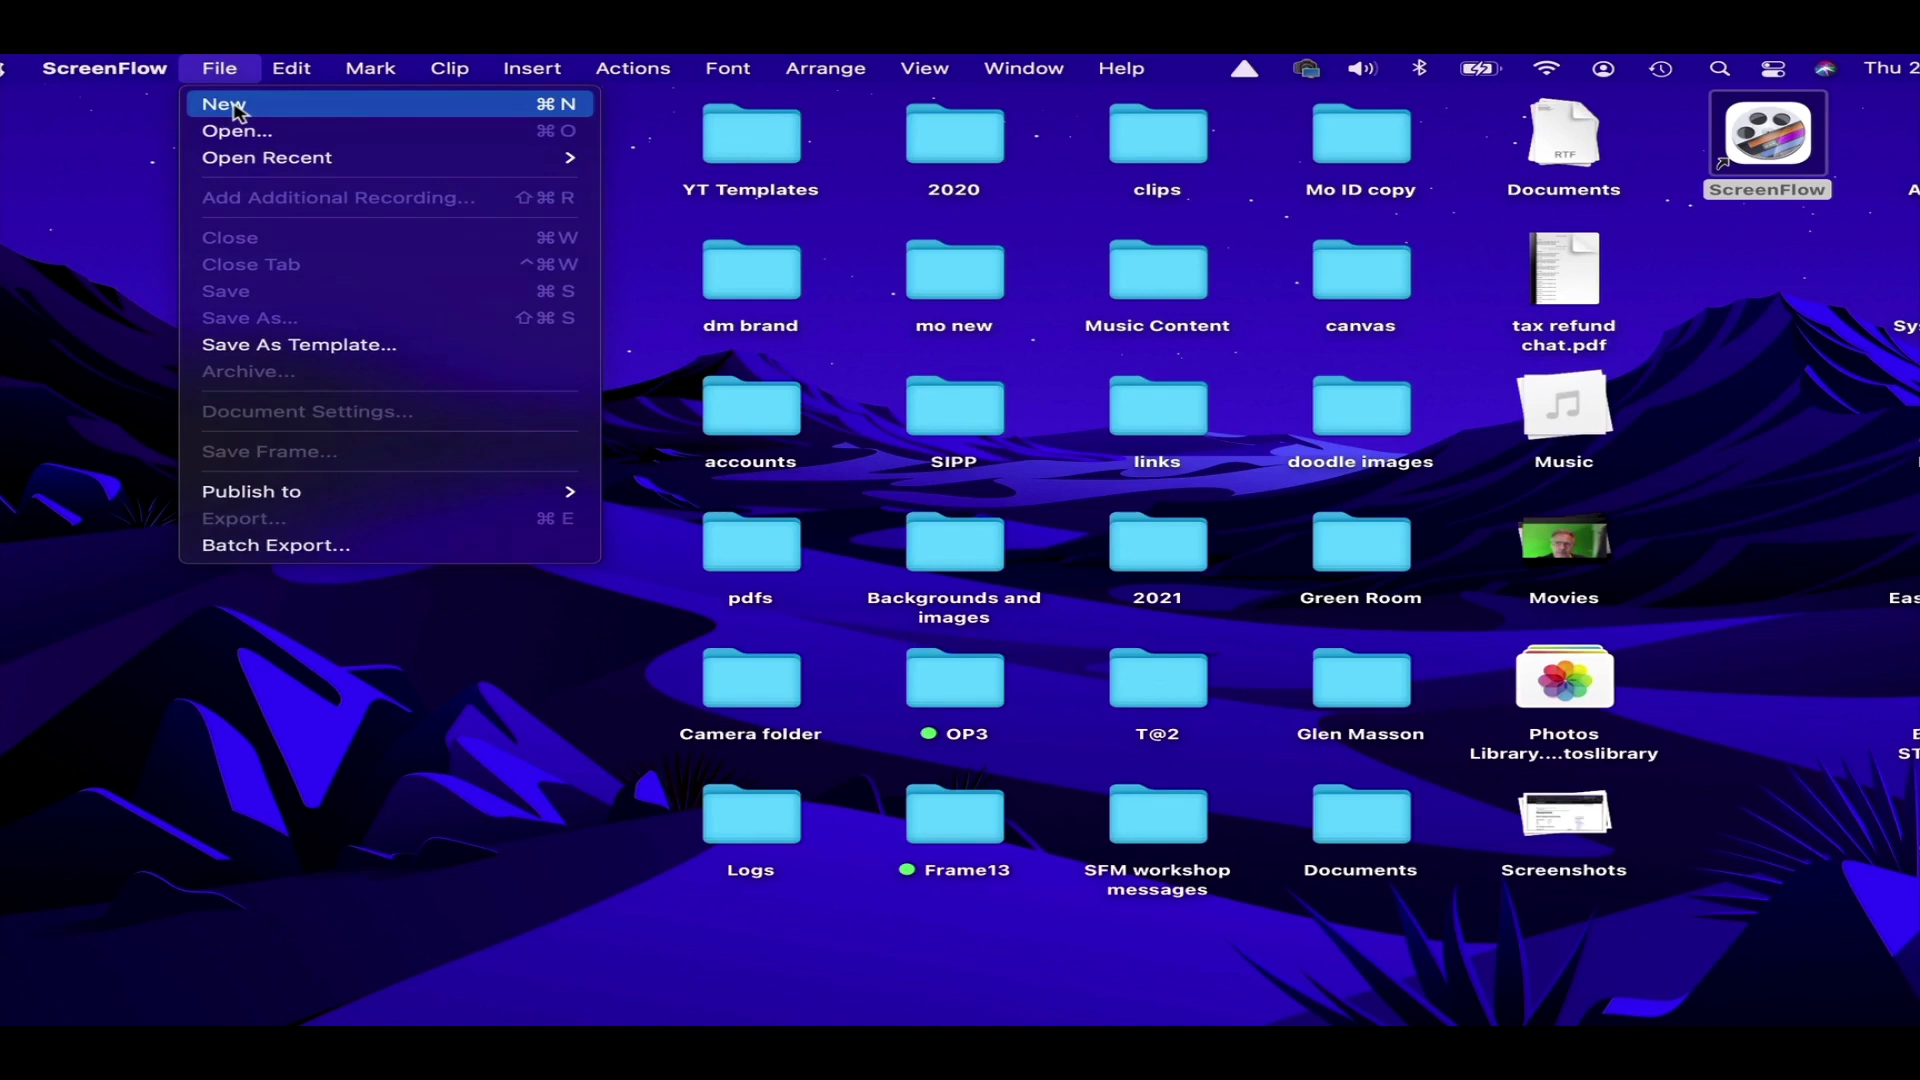 ScreenFlow File Edit Mark Clip Insert Actions Font Arrange View Window Help Thu 2
New ⌘ N
Open... ⌘ O
Open Recent
Add Additional Recording... ⇧⌘ R
Close ⌘W
Close Tab ^⌘W
Save ⌘ S
Save As... ⇧⌘ S
Save As Template...
Archive...
Document Settings...
Save Frame...
Publish to
Export... ⌘ E
Batch Export...
RTF
YT Templates 2020 clips Mo ID copy Documents ScreenFlow A
dm brand mo new Music Content canvas tax refund Sys
chat.pdf
accounts SIPP links doodle images Music
pdfs Backgrounds and 2021 Green Room Movies Eas
images
Camera folder OP3 T@2 Glen Masson Photos E
Library....toslibrary ST
Logs Frame13 SFM workshop Documents Screenshots
messages